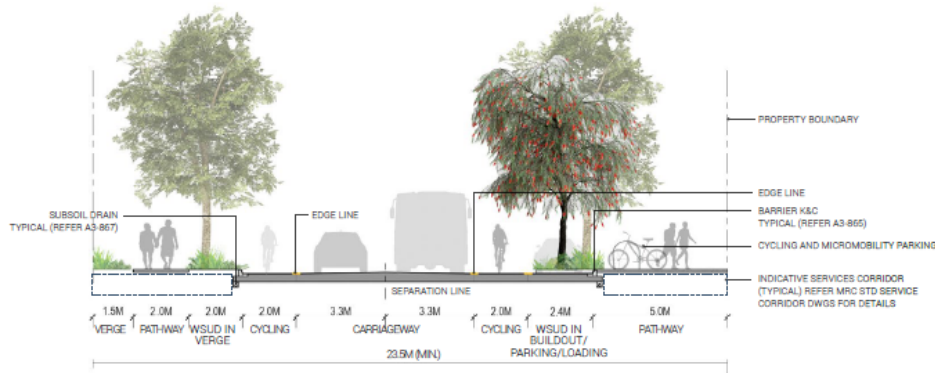 PROPERTY BOUNDARY
EDGE LINE
SUBSOIL DRAIN
TYPICAL (REFER A3-867)
EDGE LINE
BARRIER K&C
TYPICAL (REFER A3-865)
CYCLING AND MICROMOBILITY PARKING
INDICATIVE SERVICES CORRIDOR
(TYPICAL) REFER MRC STD SERVICE
CORRIDOR DWGS FOR DETAILS
SEPARATION LINE
1.5M 2.0M 2.0M 2.0M 3.3M 3.3M 2.0M 2.4M 5.0M
VERGE PATHWAY WSUD IN CYCLING CARRIAGEWAY CYCLING WSUD IN PATHWAY
VERGE BUILDOUT/
PARKING/LOADING
23.5M (MIN.)